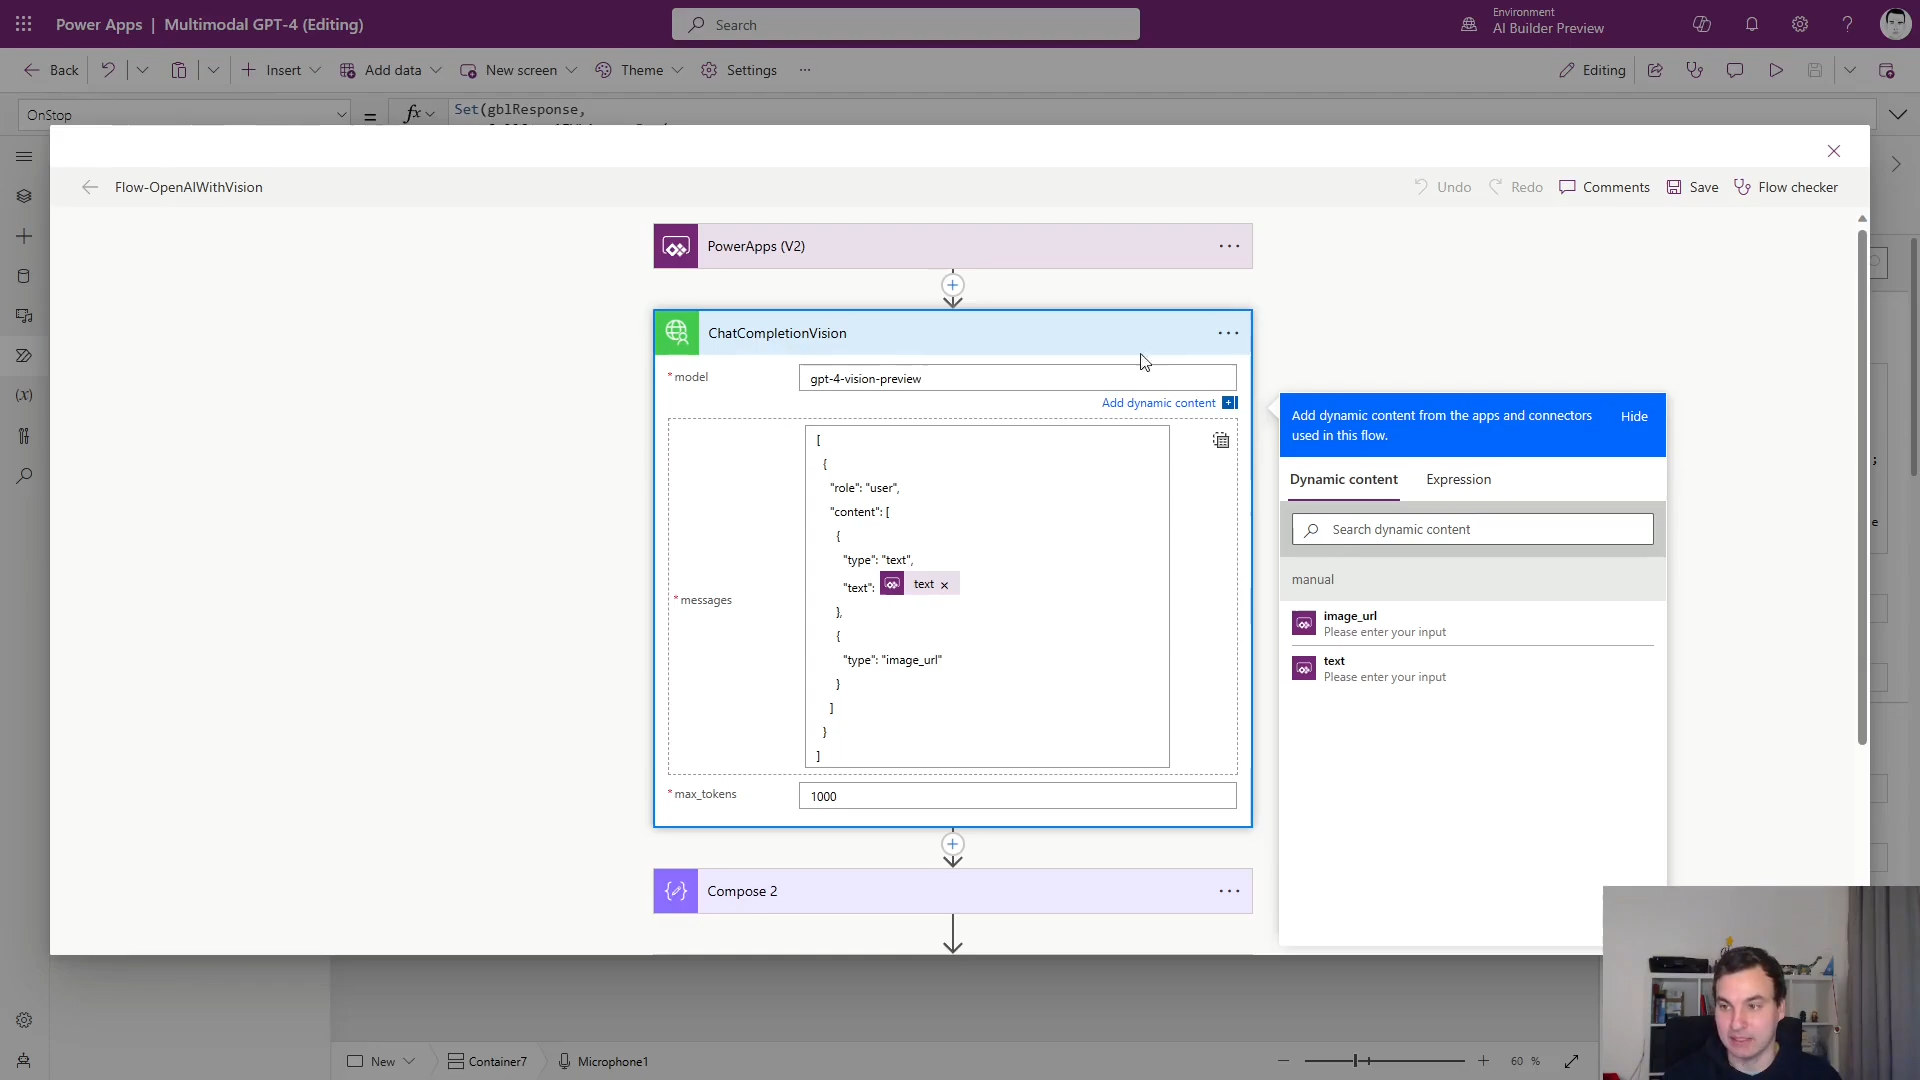 Power Apps | Multimodal GPT-4 (Editing)
Search
Environment
AI Builder Preview
Back
Insert
Add data
New screen
Theme
Settings
Editing
OnStop
=
fx
Set(gblResponse,
Flow-OpenAIWithVision
Undo
Redo
Comments
Save
Flow checker
PowerApps (V2)
ChatCompletionVision
* model
gpt-4-vision-preview
Add dynamic content
* messages
[
{
"role": "user",
"content": [
{
"type": "text",
"text": text ×
},
{
"type": "image_url"
}
]
}
]
* max_tokens
1000
Compose 2
Add dynamic content from the apps and connectors
used in this flow.
Hide
Dynamic content
Expression
Search dynamic content
manual
image_url
Please enter your input
text
Please enter your input
;
e
New
Container7
Microphone1
60 %